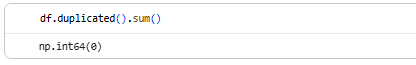 df.duplicated().sum()
np.int64(0)